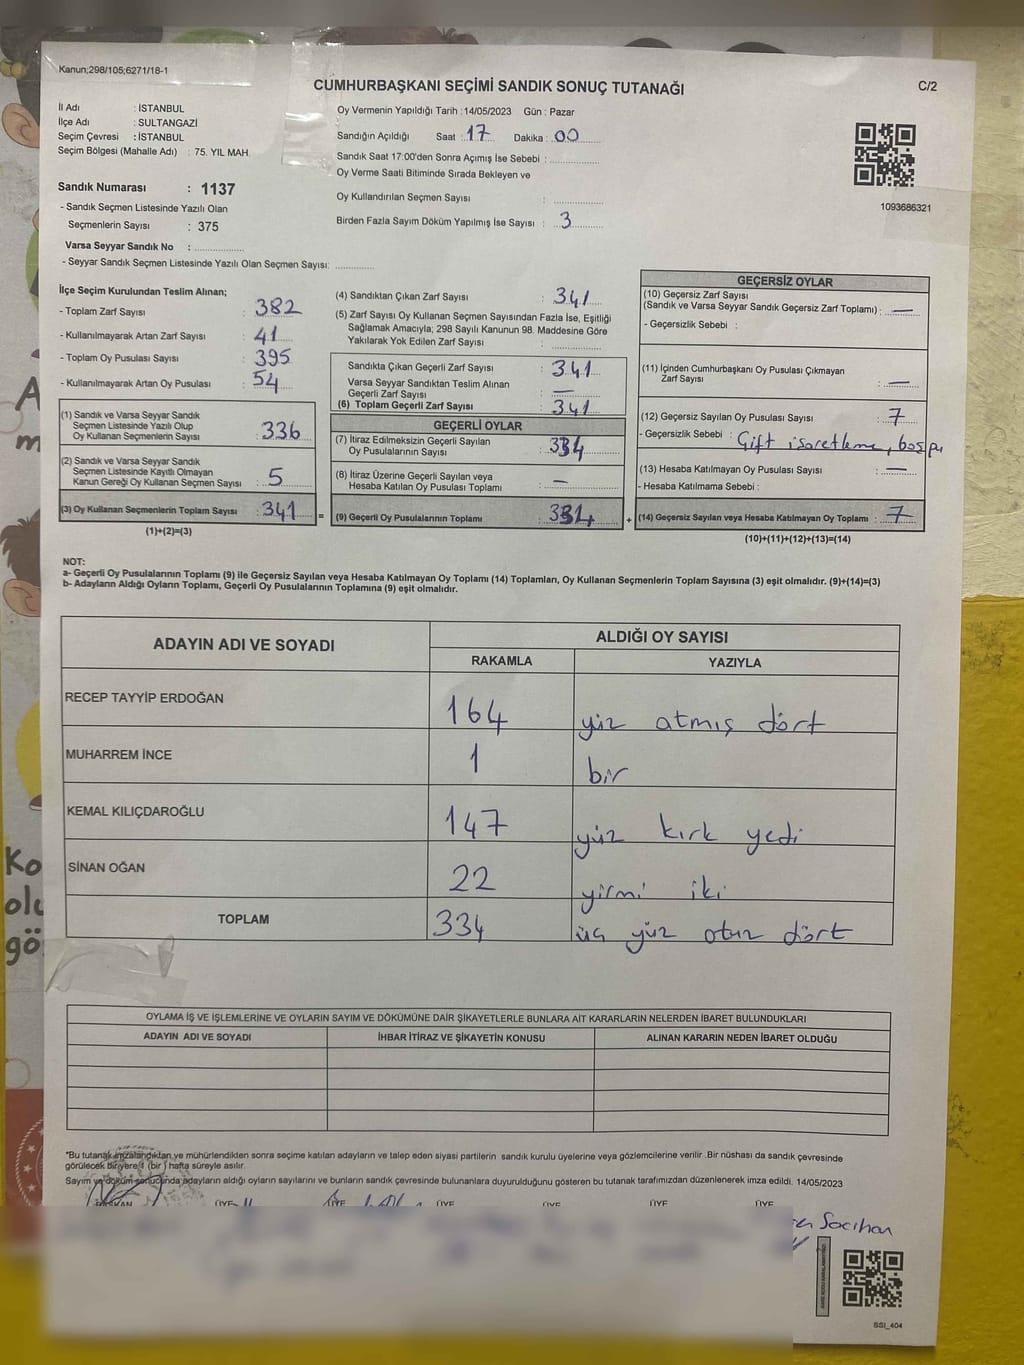 Kanun;298/105;6271/18-1
C/2
CUMHURBAŞKANI SEÇİMİ SANDIK SONUÇ TUTANAĞI
İl Adı : İSTANBUL
İlçe Adı : SULTANGAZİ
Seçim Çevresi : İSTANBUL
Seçim Bölgesi (Mahalle Adı) : 75. YIL MAH.
Sandık Numarası : 1137
- Sandık Seçmen Listesinde Yazılı Olan
Seçmenlerin Sayısı : 375
Varsa Seyyar Sandık No : ..............
- Seyyar Sandık Seçmen Listesinde Yazılı Olan Seçmen Sayısı: ............
Oy Vermenin Yapıldığı Tarih : 14/05/2023 Gün : Pazar
Sandığın Açıldığı Saat : 17 Dakika : 00
Sandık Saat 17:00'den Sonra Açımış İse Sebebi : ..............
Oy Verme Saati Bitiminde Sırada Bekleyen ve
Oy Kullandırılan Seçmen Sayısı : ..............
Birden Fazla Sayım Döküm Yapılmış İse Sayısı : 3
1093686321
İlçe Seçim Kurulundan Teslim Alınan;
- Toplam Zarf Sayısı : 382
- Kullanılmayarak Artan Zarf Sayısı : 41
- Toplam Oy Pusulası Sayısı : 395
- Kullanılmayarak Artan Oy Pusulası : 54
(1) Sandık ve Varsa Seyyar Sandık
Seçmen Listesinde Yazılı Olup
Oy Kullanan Seçmenlerin Sayısı : 336
(2) Sandık ve Varsa Seyyar Sandık
Seçmen Listesinde Kayıtlı Olmayan
Kanun Gereği Oy Kullanan Seçmen Sayısı : 5
(3) Oy Kullanan Seçmenlerin Toplam Sayısı : 341 =
(1)+(2)=(3)
(4) Sandıktan Çıkan Zarf Sayısı : 341
(5) Zarf Sayısı Oy Kullanan Seçmen Sayısından Fazla İse, Eşitliği
Sağlamak Amacıyla; 298 Sayılı Kanunun 98. Maddesine Göre
Yakılarak Yok Edilen Zarf Sayısı : ..............
Sandıkta Çıkan Geçerli Zarf Sayısı : 341
Varsa Seyyar Sandıktan Teslim Alınan
Geçerli Zarf Sayısı : —
(6) Toplam Geçerli Zarf Sayısı : 341
GEÇERLİ OYLAR
(7) İtiraz Edilmeksizin Geçerli Sayılan
Oy Pusulalarının Sayısı : 334
(8) İtiraz Üzerine Geçerli Sayılan veya
Hesaba Katılan Oy Pusulası Toplamı : —
(9) Geçerli Oy Pusulalarının Toplamı : 334 +
GEÇERSİZ OYLAR
(10) Geçersiz Zarf Sayısı
(Sandık ve Varsa Seyyar Sandık Geçersiz Zarf Toplamı) : —
- Geçersizlik Sebebi :
(11) İçinden Cumhurbaşkanı Oy Pusulası Çıkmayan
Zarf Sayısı : —
(12) Geçersiz Sayılan Oy Pusulası Sayısı : 7
- Geçersizlik Sebebi : Çift işaretleme, boş pu
(13) Hesaba Katılmayan Oy Pusulası Sayısı : —
- Hesaba Katılmama Sebebi :
(14) Geçersiz Sayılan veya Hesaba Katılmayan Oy Toplamı : 7
(10)+(11)+(12)+(13)=(14)
NOT:
a- Geçerli Oy Pusulalarının Toplamı (9) ile Geçersiz Sayılan veya Hesaba Katılmayan Oy Toplamı (14) Toplamları, Oy Kullanan Seçmenlerin Toplam Sayısına (3) eşit olmalıdır. (9)+(14)=(3)
b- Adayların Aldığı Oyların Toplamı, Geçerli Oy Pusulalarının Toplamına (9) eşit olmalıdır.
ADAYIN ADI VE SOYADI
ALDIĞI OY SAYISI
RAKAMLA YAZIYLA
RECEP TAYYİP ERDOĞAN 164 yüz atmış dört
MUHARREM İNCE 1 bir
KEMAL KILIÇDAROĞLU 147 yüz kırk yedi
SİNAN OĞAN 22 yirmi iki
TOPLAM 334 üç yüz otuz dört
OYLAMA İŞ VE İŞLEMLERİNE VE OYLARIN SAYIM VE DÖKÜMÜNE DAİR ŞİKAYETLERLE BUNLARA AİT KARARLARIN NELERDEN İBARET BULUNDUKLARI
ADAYIN ADI VE SOYADI İHBAR İTİRAZ VE ŞİKAYETİN KONUSU ALINAN KARARIN NEDEN İBARET OLDUĞU
*Bu tutanak imzalandıktan ve mühürlendikten sonra seçime katılan adayların ve talep eden siyasi partilerin sandık kurulu üyelerine veya gözlemcilerine verilir. Bir nüshası da sandık çevresinde
görülecek bir yere 1 (bir ) hafta süreyle asılır.
Sayım ve döküm sonucunda adayların aldığı oyların sayılarını ve bunların sandık çevresinde bulunanlara duyurulduğunu gösteren bu tutanak tarafımızdan düzenlenerek imza edildi. 14/05/2023
BAŞKAN ÜYE ÜYE ÜYE ÜYE ÜYE ÜYE
SSI_404